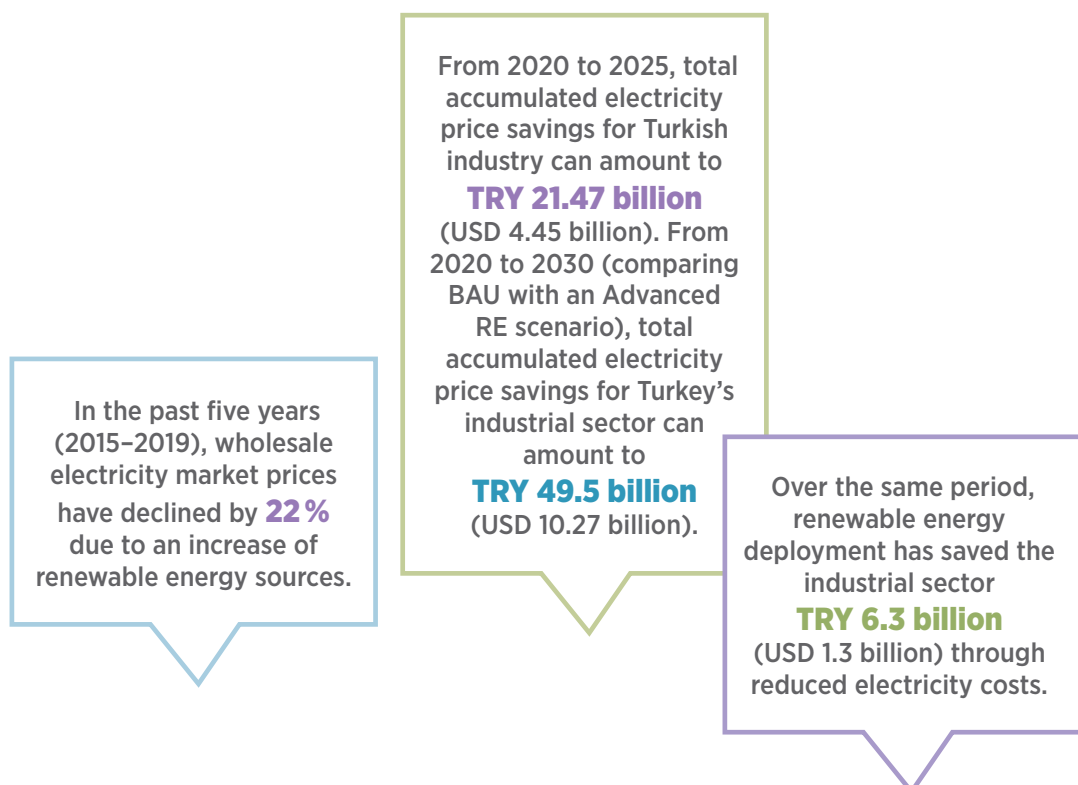 From 2020 to 2025, total
accumulated electricity
price savings for Turkish
industry can amount to
TRY 21.47 billion
(USD 4.45 billion). From
2020 to 2030 (comparing
BAU with an Advanced
RE scenario), total
accumulated electricity
price savings for Turkey’s
industrial sector can
amount to
TRY 49.5 billion
(USD 10.27 billion).
In the past five years
(2015–2019), wholesale
electricity market prices
have declined by 22 %
due to an increase of
renewable energy sources.
Over the same period,
renewable energy
deployment has saved the
industrial sector
TRY 6.3 billion
(USD 1.3 billion) through
reduced electricity costs.